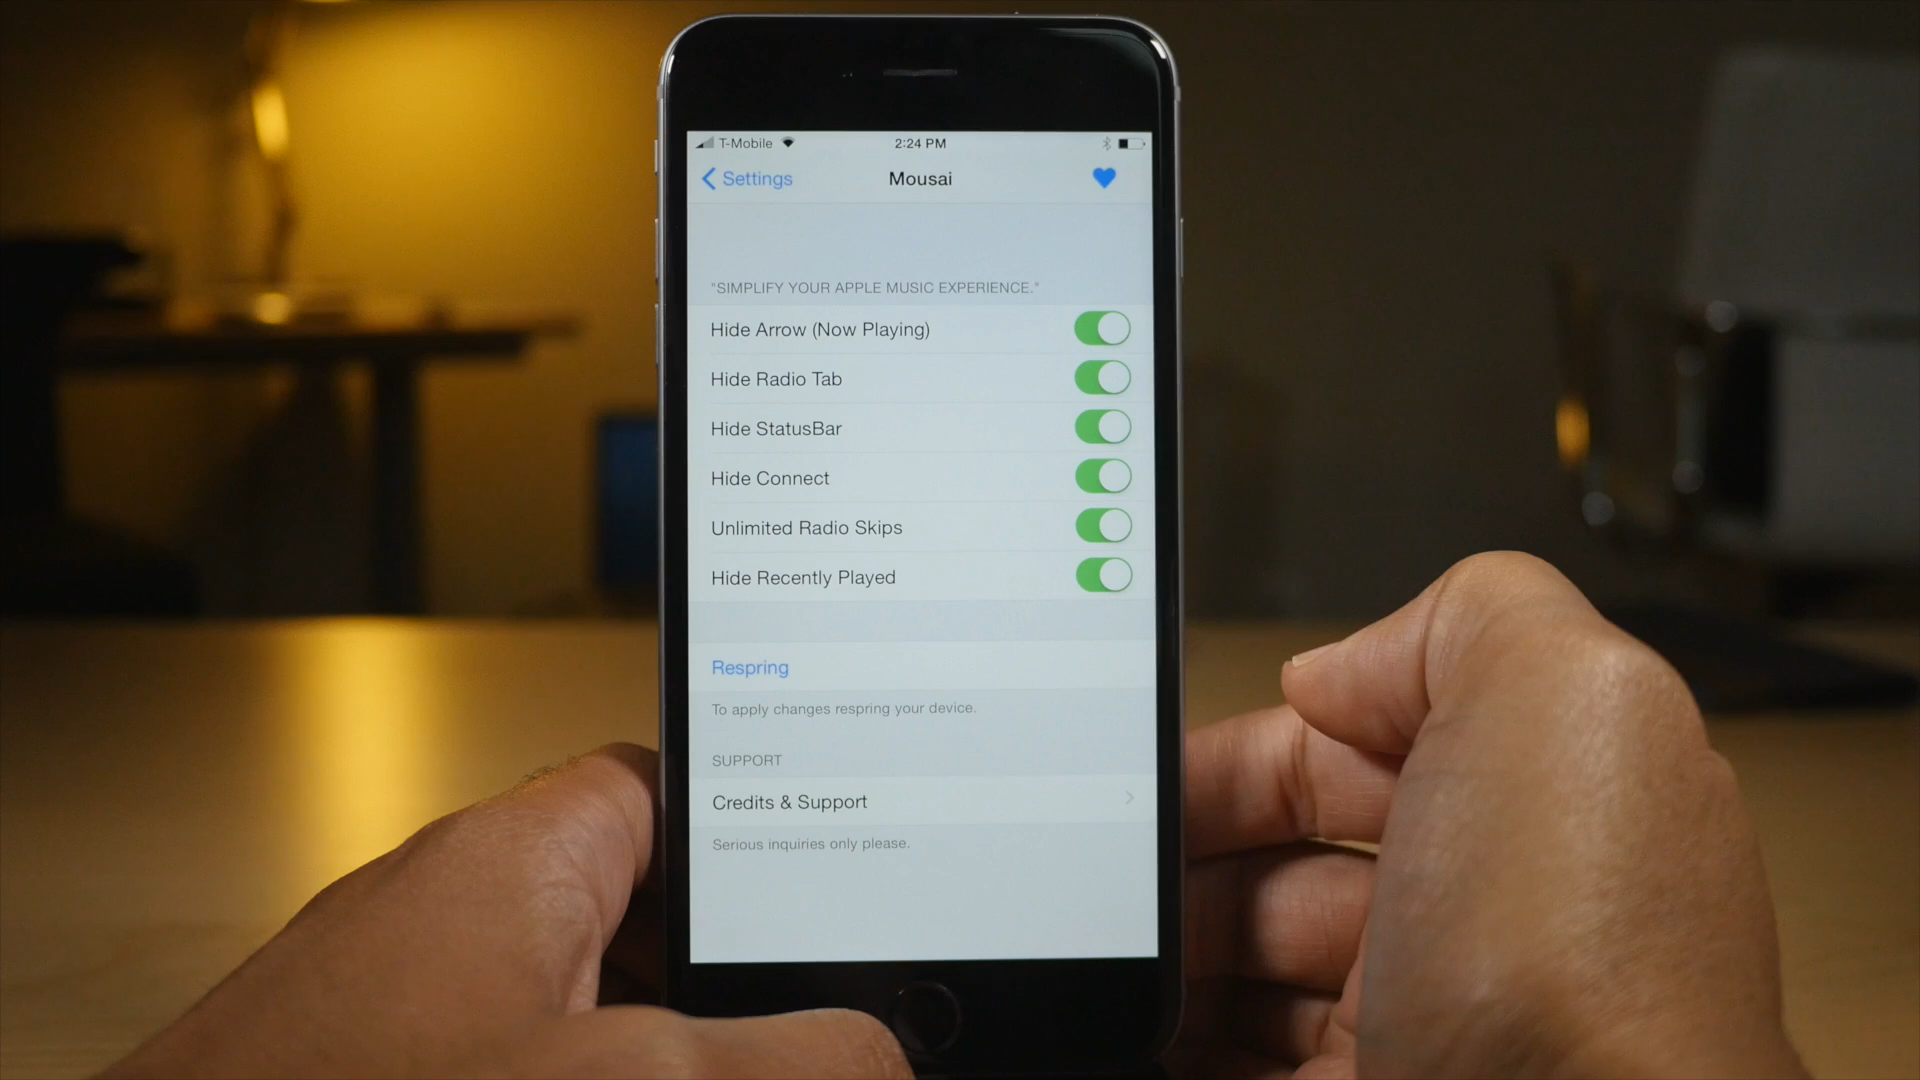 T-Mobile 2:24 PM
Settings Mousai
"SIMPLIFY YOUR APPLE MUSIC EXPERIENCE."
Hide Arrow (Now Playing)
Hide Radio Tab
Hide StatusBar
Hide Connect
Unlimited Radio Skips
Hide Recently Played
Respring
To apply changes respring your device.
SUPPORT
Credits & Support
Serious inquiries only please.